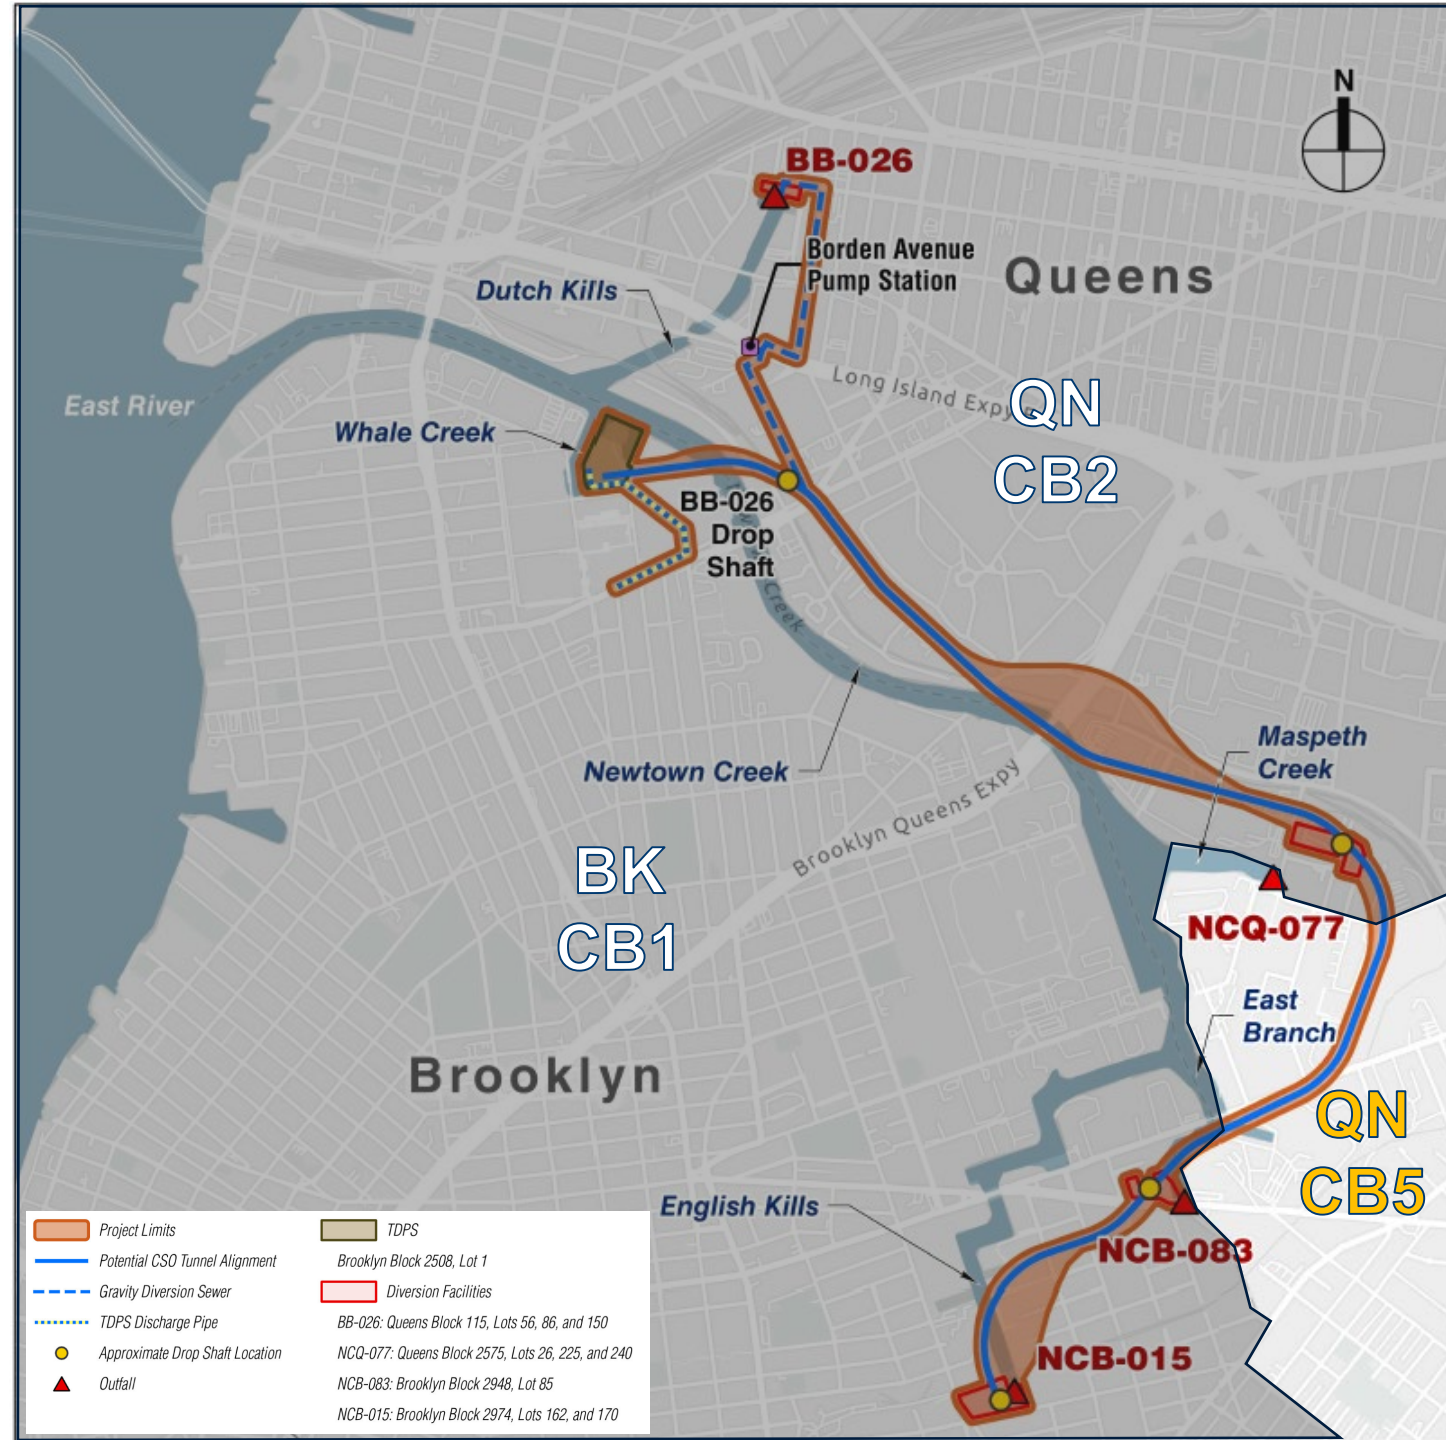 N
BB-026
Borden Avenue
Pump Station
Queens
Dutch Kills
Long Island Expy
QN
CB2
East River
Whale Creek
BB-026
Drop
Shaft
Creek
Maspeth
Creek
Newtown Creek
Brooklyn Queens Expy
BK
CB1
NCQ-077
East
Branch
Brooklyn
QN
CB5
English Kills
NCB-083
NCB-015
Project Limits
Potential CSO Tunnel Alignment
Gravity Diversion Sewer
TDPS Discharge Pipe
Approximate Drop Shaft Location
Outfall
TDPS
Brooklyn Block 2508, Lot 1
Diversion Facilities
BB-026: Queens Block 115, Lots 56, 86, and 150
NCQ-077: Queens Block 2575, Lots 26, 225, and 240
NCB-083: Brooklyn Block 2948, Lot 85
NCB-015: Brooklyn Block 2974, Lots 162, and 170